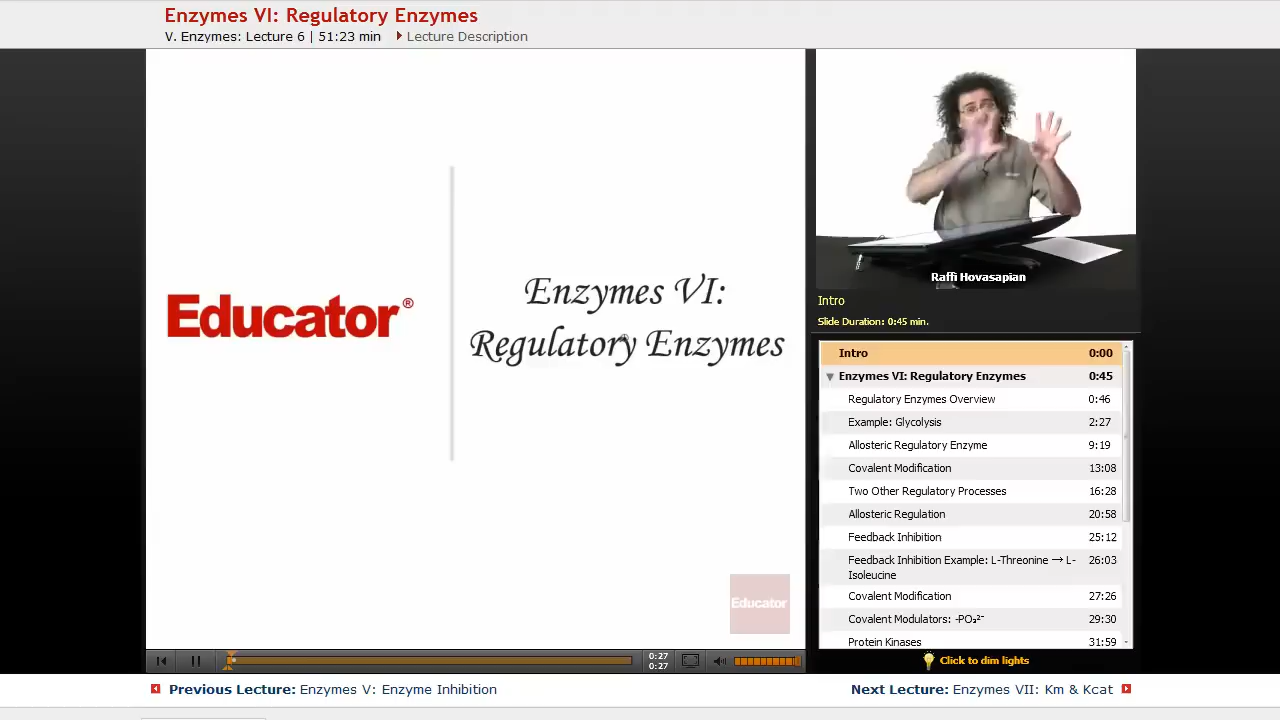 Enzymes VI: Regulatory Enzymes
V. Enzymes: Lecture 6 | 51:23 min Lecture Description
Educator®
Enzymes VI:
Regulatory Enzymes
Educator
Raffi Hovasapian
Intro
Slide Duration: 0:45 min.
Intro 0:00
Enzymes VI: Regulatory Enzymes 0:45
Regulatory Enzymes Overview 0:46
Example: Glycolysis 2:27
Allosteric Regulatory Enzyme 9:19
Covalent Modification 13:08
Two Other Regulatory Processes 16:28
Allosteric Regulation 20:58
Feedback Inhibition 25:12
Feedback Inhibition Example: L-Threonine → L- 26:03
Isoleucine
Covalent Modification 27:26
Covalent Modulators: -PO₃²⁻ 29:30
Protein Kinases 31:59
0:27
0:27
Click to dim lights
Previous Lecture: Enzymes V: Enzyme Inhibition
Next Lecture: Enzymes VII: Km & Kcat